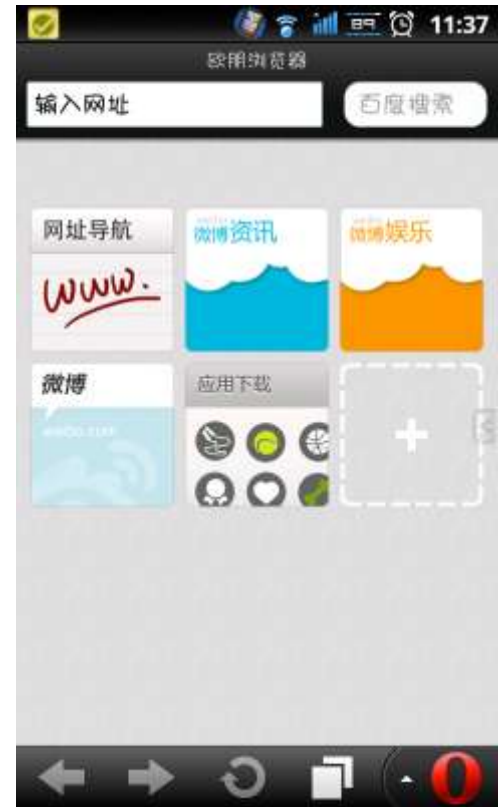 89 11:37
欧朋浏览器
输入网址 百度搜索
网址导航 微博资讯 微博娱乐
www.
微博 应用下载